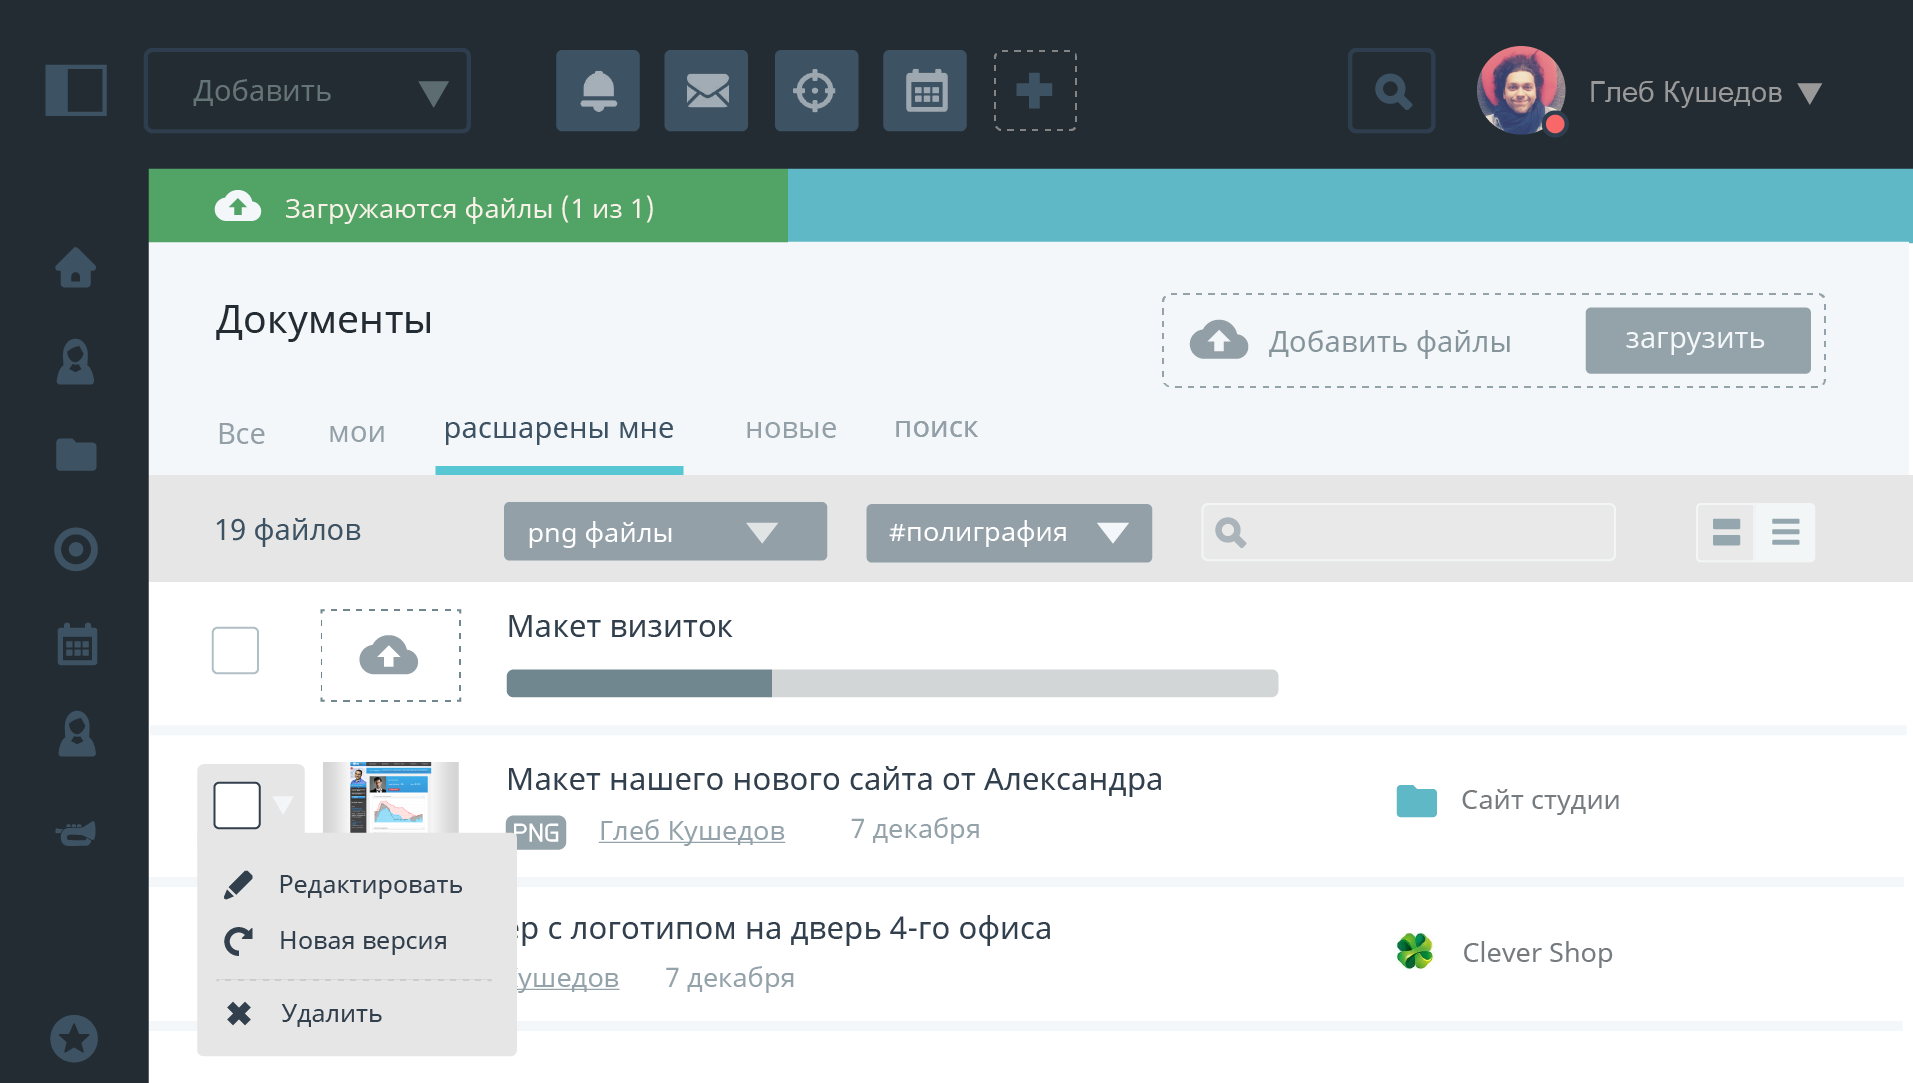 Добавить
Глеб Кушедов
Загружаются файлы (1 из 1)
Документы
Добавить файлы
загрузить
Все
мои
расшарены мне
новые
поиск
19 файлов
png файлы
#полиграфия
Макет визиток
Макет нашего нового сайта от Александра
PNG
Глеб Кушедов
7 декабря
Сайт студии
Редактировать
Новая версия
Удалить
ер с логотипом на дверь 4-го офиса
ушедов
7 декабря
Clever Shop